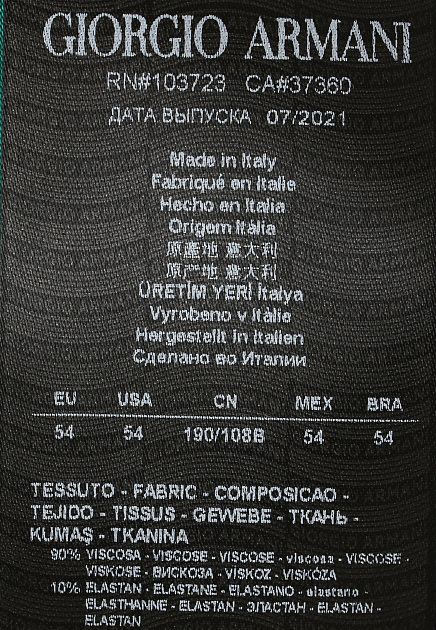 GIORGIO ARMANI
RN#103723 CA#37360
ДАТА ВЫПУСКА 07/2021
Made in Italy
Fabriqué en Italie
Hecho en Italia
Origem Itália
原產地 意大利
原产地 意大利
ÜRETİM YERİ İtalya
Vyrobeno v Itálie
Hergestellt in Italien
Сделано во Италии
EU USA CN MEX BRA
54 54 190/108B 54 54
TESSUTO - FABRIC - COMPOSICAO -
TEJIDO - TISSUS - GEWEBE - ТКАНЬ -
KUMAŞ - TKANINA
90% VISCOSA - VISCOSE - VISCOSE - viscosa - VISCOSE -
VISKOSE - ВИСКОЗА - VİSKOZ - VISKÓZA
10% ELASTAN - ELASTANE - ELASTANO - elastano -
ELASTHANNE - ELASTAN - ЭЛАСТАН - ELASTAN -
ELASTAN